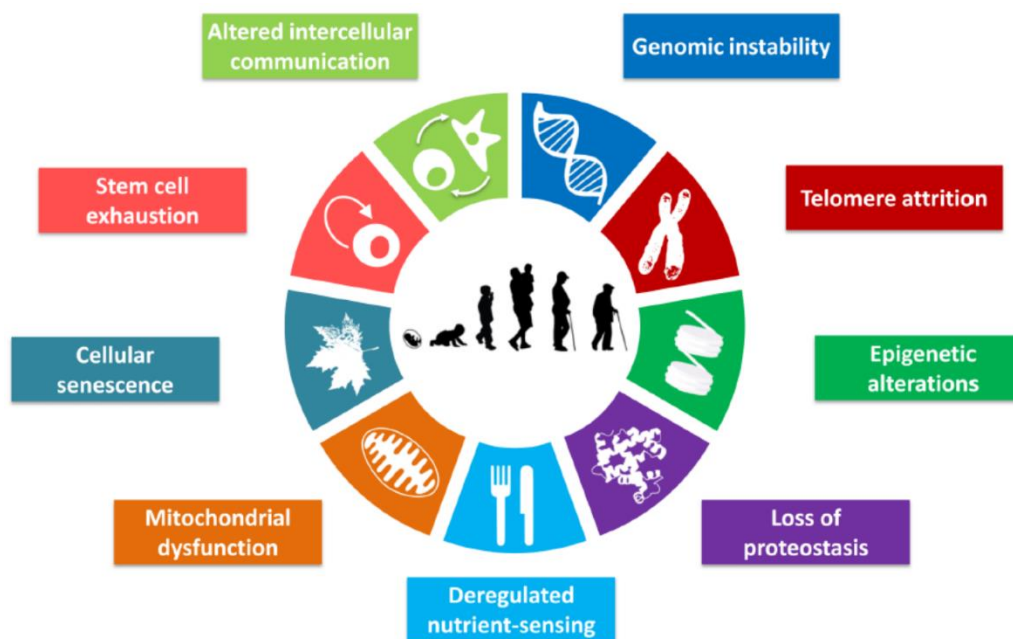 Altered intercellular
communication
Genomic instability
Stem cell
exhaustion
Telomere attrition
Cellular
senescence
Epigenetic
alterations
Mitochondrial
dysfunction
Loss of
proteostasis
Deregulated
nutrient-sensing